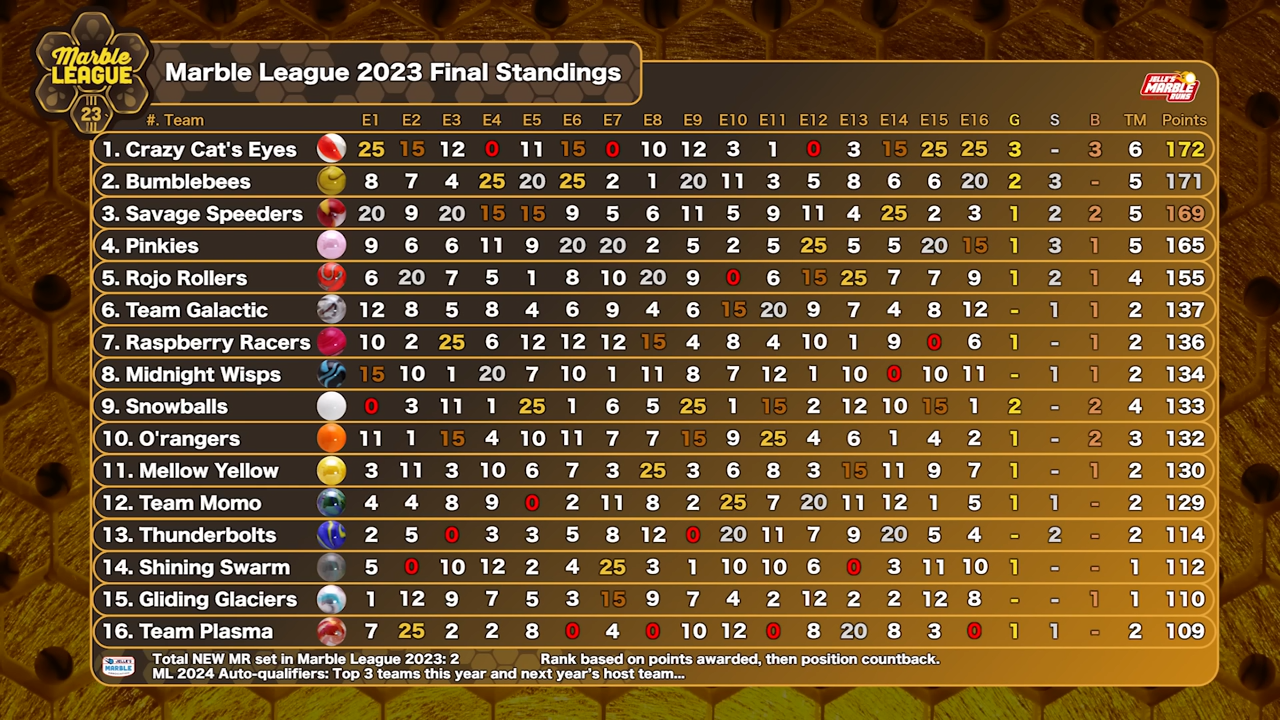 Marble
LEAGUE
23
Marble League 2023 Final Standings
JELLE'S
MARBLE
RUNS
#. Team E1 E2 E3 E4 E5 E6 E7 E8 E9 E10 E11 E12 E13 E14 E15 E16 G S B TM Points
1. Crazy Cat's Eyes 25 15 12 0 11 15 0 10 12 3 1 0 3 15 25 25 3 - 3 6 172
2. Bumblebees 8 7 4 25 20 25 2 1 20 11 3 5 8 6 6 20 2 3 - 5 171
3. Savage Speeders 20 9 20 15 15 9 5 6 11 5 9 11 4 25 2 3 1 2 2 5 169
4. Pinkies 9 6 6 11 9 20 20 2 5 2 5 25 5 5 20 15 1 3 1 5 165
5. Rojo Rollers 6 20 7 5 1 8 10 20 9 0 6 15 25 7 7 9 1 2 1 4 155
6. Team Galactic 12 8 5 8 4 6 9 4 6 15 20 9 7 4 8 12 - 1 1 2 137
7. Raspberry Racers 10 2 25 6 12 12 12 15 4 8 4 10 1 9 0 6 1 - 1 2 136
8. Midnight Wisps 15 10 1 20 7 10 1 11 8 7 12 1 10 0 10 11 - 1 1 2 134
9. Snowballs 0 3 11 1 25 1 6 5 25 1 15 2 12 10 15 1 2 - 2 4 133
10. O'rangers 11 1 15 4 10 11 7 7 15 9 25 4 6 1 4 2 1 - 2 3 132
11. Mellow Yellow 3 11 3 10 6 7 3 25 3 6 8 3 15 11 9 7 1 - 1 2 130
12. Team Momo 4 4 8 9 0 2 11 8 2 25 7 20 11 12 1 5 1 1 - 2 129
13. Thunderbolts 2 5 0 3 3 5 8 12 0 20 11 7 9 20 5 4 - 2 - 2 114
14. Shining Swarm 5 0 10 12 2 4 25 3 1 10 10 6 0 3 11 10 1 - - 1 112
15. Gliding Glaciers 1 12 9 7 5 3 15 9 7 4 2 12 2 2 12 8 - - 1 1 110
16. Team Plasma 7 25 2 2 8 0 4 0 10 12 0 8 20 8 3 0 1 1 - 2 109
JELLE'S
MARBLE
Total NEW MR set in Marble League 2023: 2 Rank based on points awarded, then position countback.
ML 2024 Auto-qualifiers: Top 3 teams this year and next year's host team...